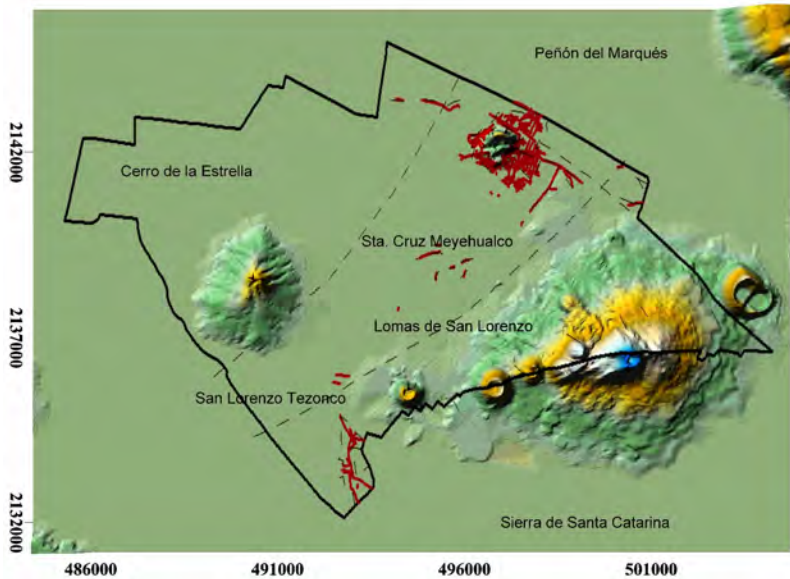 Peñón del Marqués
2142000
Cerro de la Estrella
Sta. Cruz Meyehualco
2137000
Lomas de San Lorenzo
San Lorenzo Tezonco
2132000
Sierra de Santa Catarina
486000 491000 496000 501000